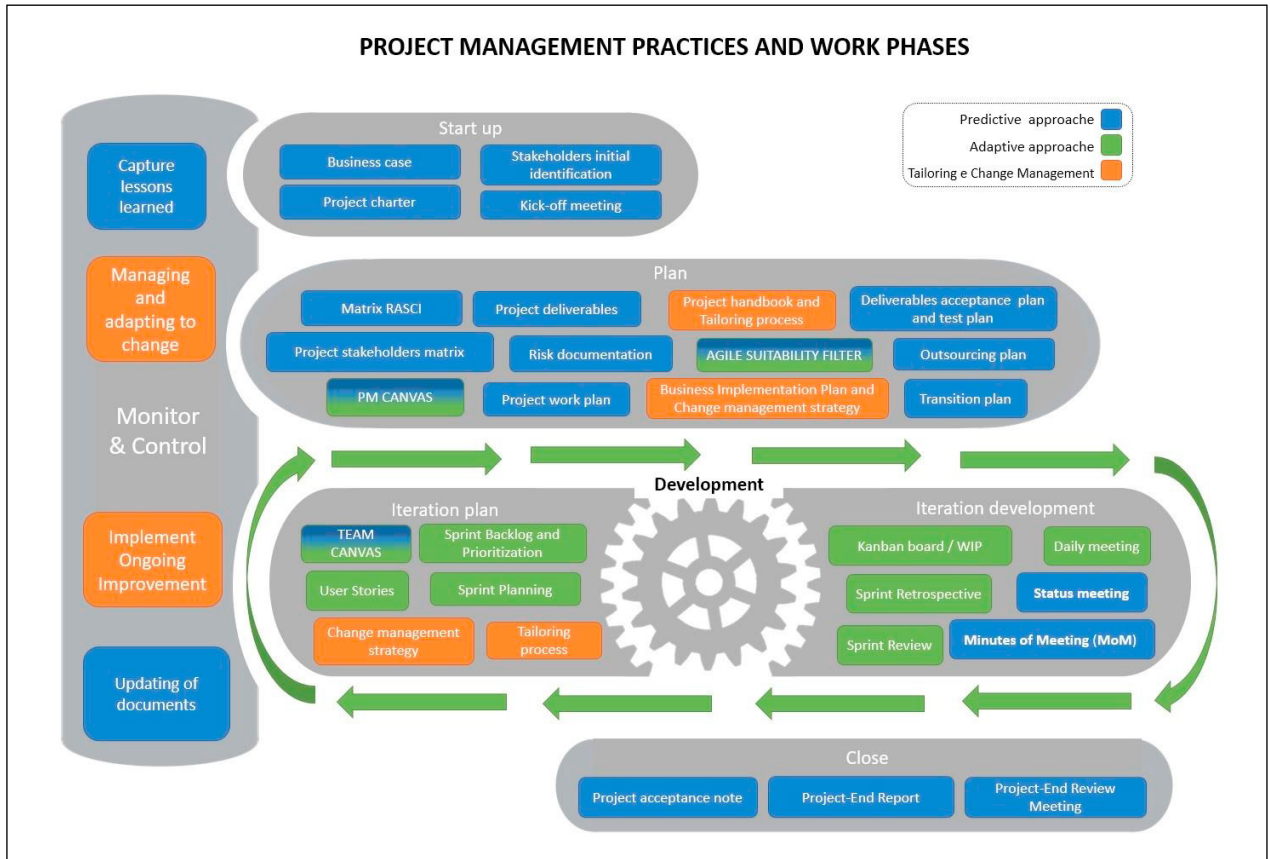 PROJECT MANAGEMENT PRACTICES AND WORK PHASES
Predictive approache
Adaptive approache
Tailoring e Change Management
Capture
lessons
learned
Managing
and
adapting to
change
Monitor
& Control
Implement
Ongoing
Improvement
Updating of
documents
Start up
Business case
Stakeholders initial
identification
Project charter
Kick-off meeting
Plan
Matrix RASCI
Project deliverables
Project handbook and
Tailoring process
Deliverables acceptance plan
and test plan
Project stakeholders matrix
Risk documentation
AGILE SUITABILITY FILTER
Outsourcing plan
PM CANVAS
Project work plan
Business Implementation Plan and
Change management strategy
Transition plan
Development
Iteration plan
TEAM
CANVAS
Sprint Backlog and
Prioritization
User Stories
Sprint Planning
Change management
strategy
Tailoring
process
Iteration development
Kanban board / WIP
Daily meeting
Sprint Retrospective
Status meeting
Sprint Review
Minutes of Meeting (MoM)
Close
Project acceptance note
Project-End Report
Project-End Review
Meeting